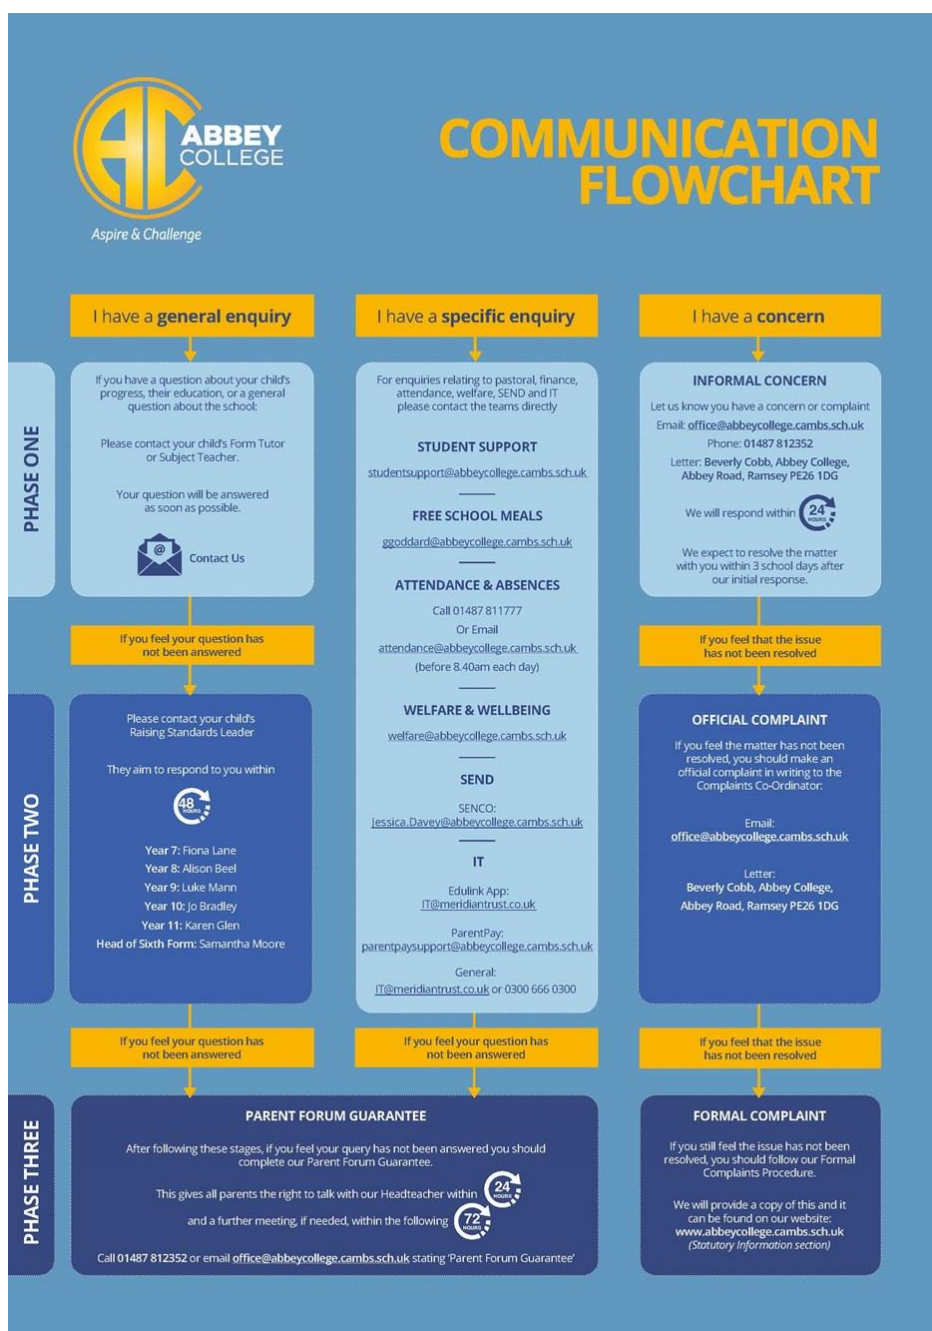 ABBEY
COLLEGE
Aspire & Challenge
COMMUNICATION
FLOWCHART
I have a general enquiry
I have a specific enquiry
I have a concern
PHASE ONE
If you have a question about your child's
progress, their education, or a general
question about the school:
Please contact your child's Form Tutor
or Subject Teacher.
Your question will be answered
as soon as possible.
@
Contact Us
If you feel your question has
not been answered
For enquiries relating to pastoral, finance,
attendance, welfare, SEND and IT
please contact the teams directly
STUDENT SUPPORT
studentsupport@abbeycollege.cambs.sch.uk
FREE SCHOOL MEALS
ggoddard@abbeycollege.cambs.sch.uk
ATTENDANCE & ABSENCES
Call 01487 811777
Or Email
attendance@abbeycollege.cambs.sch.uk
(before 8.40am each day)
WELFARE & WELLBEING
welfare@abbeycollege.cambs.sch.uk
SEND
SENCO:
Jessica.Davey@abbeycollege.cambs.sch.uk
IT
Edulink App:
IT@meridiantrust.co.uk
ParentPay:
parentpaysupport@abbeycollege.cambs.sch.uk
General:
IT@meridiantrust.co.uk or 0300 666 0300
INFORMAL CONCERN
Let us know you have a concern or complaint
Email: office@abbeycollege.cambs.sch.uk
Phone: 01487 812352
Letter: Beverly Cobb, Abbey College,
Abbey Road, Ramsey PE26 1DG
We will respond within 24 HOURS
We expect to resolve the matter
with you within 3 school days after
our initial response.
If you feel that the issue
has not been resolved
PHASE TWO
Please contact your child's
Raising Standards Leader
They aim to respond to you within
48
HOURS
Year 7: Fiona Lane
Year 8: Alison Beel
Year 9: Luke Mann
Year 10: Jo Bradley
Year 11: Karen Glen
Head of Sixth Form: Samantha Moore
If you feel your question has
not been answered
If you feel your question has
not been answered
OFFICIAL COMPLAINT
If you feel the matter has not been
resolved, you should make an
official complaint in writing to the
Complaints Co-Ordinator:
Email:
office@abbeycollege.cambs.sch.uk
Letter:
Beverly Cobb, Abbey College,
Abbey Road, Ramsey PE26 1DG
If you feel that the issue
has not been resolved
PHASE THREE
PARENT FORUM GUARANTEE
After following these stages, if you feel your query has not been answered you should
complete our Parent Forum Guarantee.
This gives all parents the right to talk with our Headteacher within 24 HOURS
and a further meeting, if needed, within the following 72 HOURS
Call 01487 812352 or email office@abbeycollege.cambs.sch.uk stating 'Parent Forum Guarantee'
FORMAL COMPLAINT
If you still feel the issue has not been
resolved, you should follow our Formal
Complaints Procedure.
We will provide a copy of this and it
can be found on our website:
www.abbeycollege.cambs.sch.uk
(Statutory Information section)